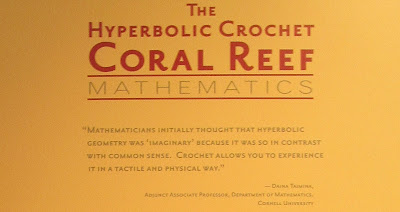 The
Hyperbolic Crochet
Coral Reef
MATHEMATICS
"Mathematicians initially thought that hyperbolic
geometry was 'imaginary' because it was so in contrast
with common sense. Crochet allows you to experience
it in a tactile and physical way."
— Daina Taimina,
Adjunct Associate Professor, Department of Mathematics,
Cornell University